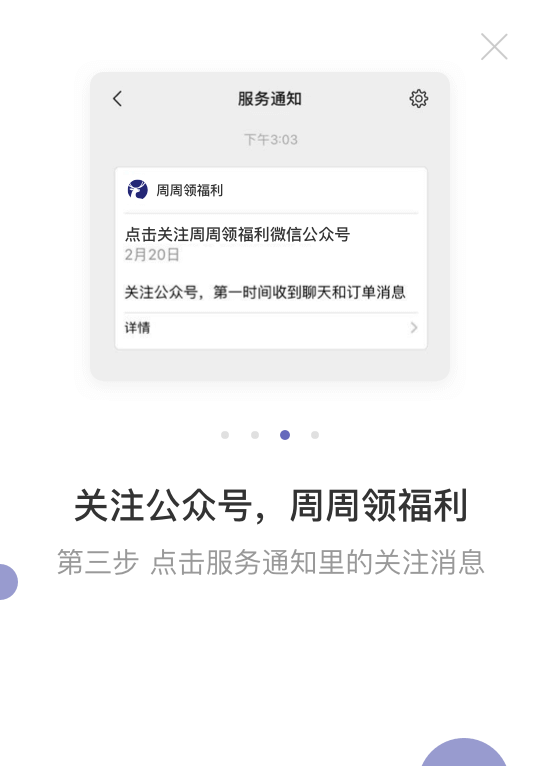 服务通知
下午3:03
周周领福利
点击关注周周领福利微信公众号
2月20日
关注公众号，第一时间收到聊天和订单消息
详情
关注公众号，周周领福利
第三步 点击服务通知里的关注消息